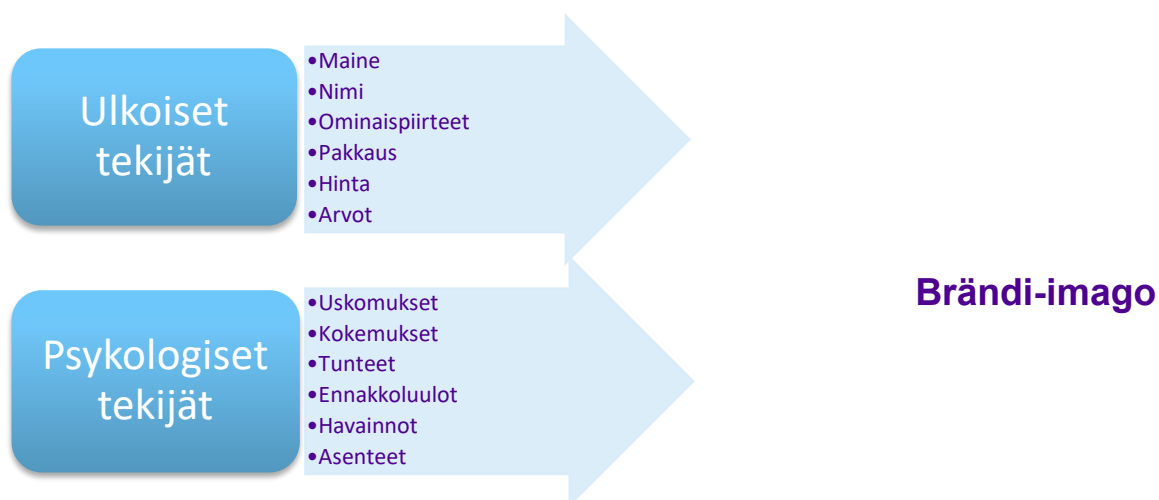 Ulkoiset
tekijät
•Maine
•Nimi
•Ominaispiirteet
•Pakkaus
•Hinta
•Arvot
Psykologiset
tekijät
•Uskomukset
•Kokemukset
•Tunteet
•Ennakkoluulot
•Havainnot
•Asenteet
Brändi-imago